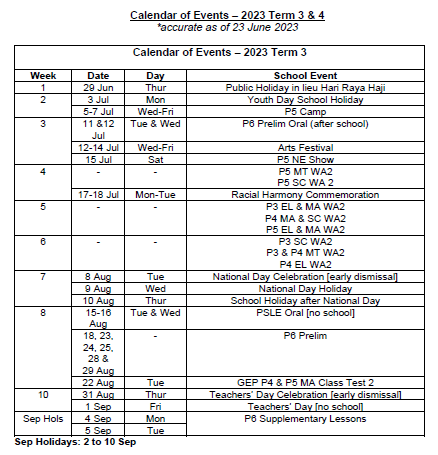 Calendar of Events – 2023 Term 3 & 4
*accurate as of 23 June 2023
Calendar of Events – 2023 Term 3
Week Date Day School Event
1 29 Jun Thur Public Holiday in lieu Hari Raya Haji
2 3 Jul Mon Youth Day School Holiday
5-7 Jul Wed-Fri P5 Camp
3 11 &12 Jul Tue & Wed P6 Prelim Oral (after school)
12-14 Jul Wed-Fri Arts Festival
15 Jul Sat P5 NE Show
4 - - P5 MT WA2
P5 SC WA 2
17-18 Jul Mon-Tue Racial Harmony Commemoration
5 - - P3 EL & MA WA2
P4 MA & SC WA2
P5 EL & MA WA2
6 - - P3 SC WA2
P3 & P4 MT WA2
P4 EL WA2
7 8 Aug Tue National Day Celebration [early dismissal]
9 Aug Wed National Day Holiday
10 Aug Thur School Holiday after National Day
8 15-16 Aug Tue & Wed PSLE Oral [no school]
18, 23, 24, 25, 28 & 29 Aug - P6 Prelim
22 Aug Tue GEP P4 & P5 MA Class Test 2
10 31 Aug Thur Teachers' Day Celebration [early dismissal]
1 Sep Fri Teachers' Day [no school]
Sep Hols 4 Sep Mon P6 Supplementary Lessons
5 Sep Tue
Sep Holidays: 2 to 10 Sep